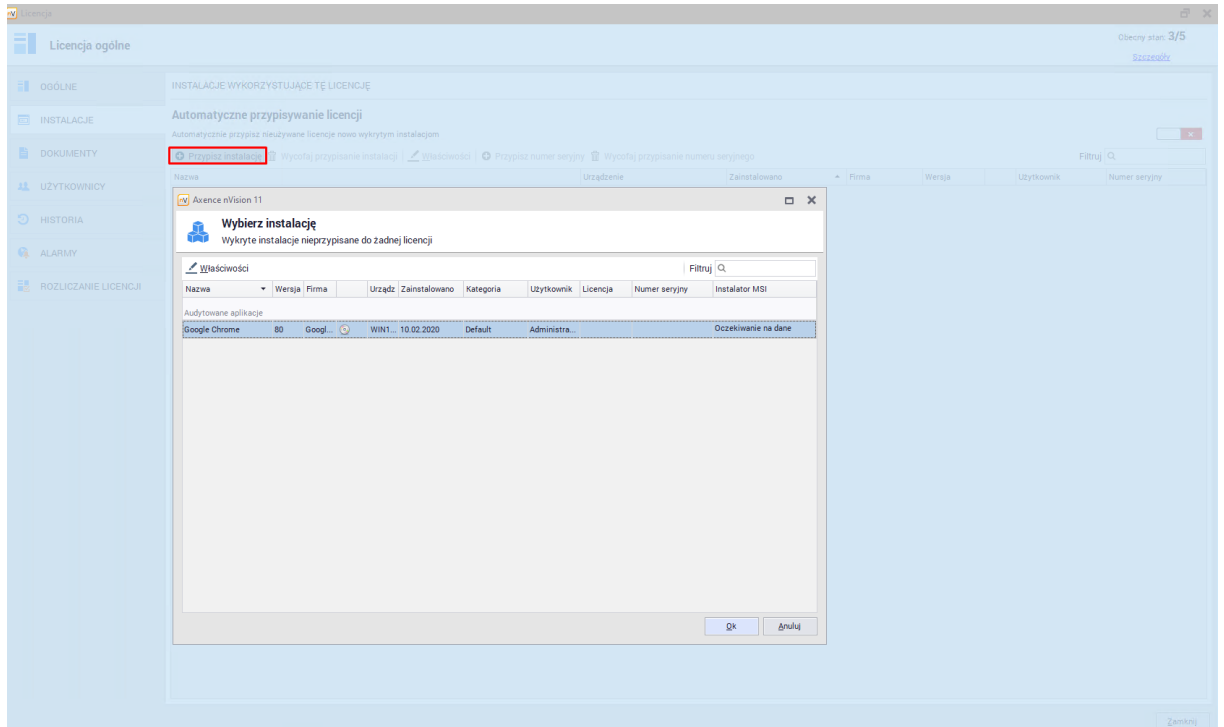 Licencje
Licencja ogólne
Obecny stan: 3/5
Szczegóły
OGÓLNE
INSTALACJE
DOKUMENTY
UŻYTKOWNICY
HISTORIA
ALARMY
ROZLICZANIE LICENCJI
INSTALACJE WYKORZYSTUJĄCE TĘ LICENCJĘ
Automatyczne przypisywanie licencji
Automatycznie przypisz nieużywane licencje nowo wykrytym instalacjom
Przypisz instalację Wycofaj przypisanie instalacji Właściwości Przypisz numer seryjny Wycofaj przypisanie numeru seryjnego Filtruj
Nazwa Urządzenie Zainstalowano Firma Wersja Użytkownik Numer seryjny
nV Axence nVision 11
Wybierz instalację
Wykryte instalacje nieprzypisane do żadnej licencji
Właściwości Filtruj
Nazwa Wersja Firma Urządz Zainstalowano Kategoria Użytkownik Licencja Numer seryjny Instalator MSI
Audytowane aplikacje
Google Chrome 80 Googl... WIN1... 10.02.2020 Default Administra... Oczekiwanie na dane
Ok Anuluj
Zamknij